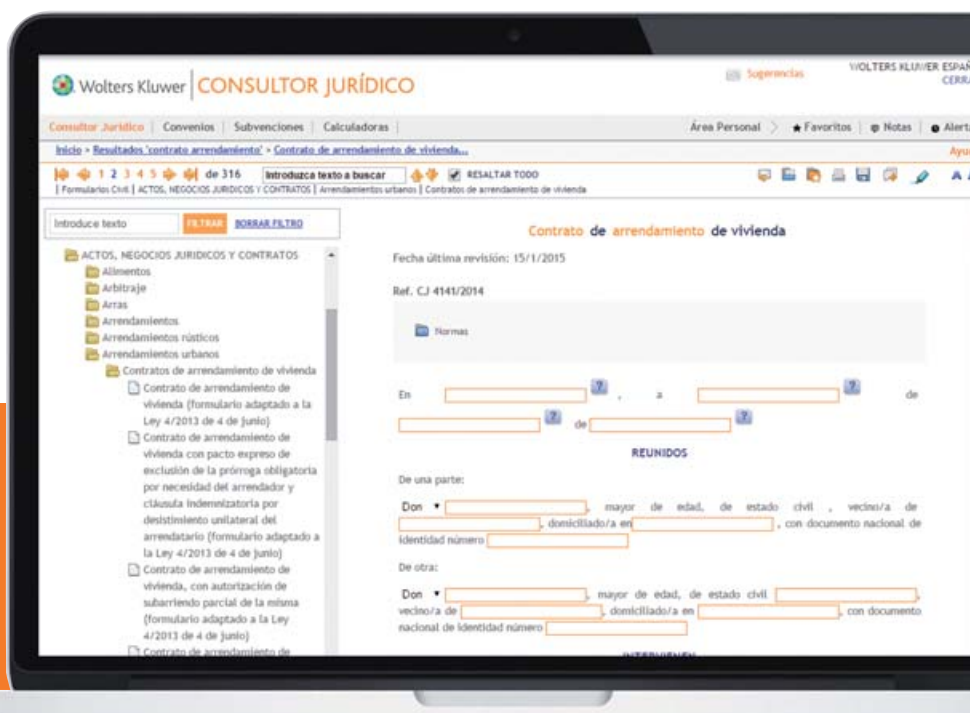 Wolters Kluwer CONSULTOR JURÍDICO
Sugerencias
WOLTERS KLUWER ESPAÑ
CERRA
Consultor Jurídico | Convenios | Subvenciones | Calculadoras |
Área Personal > ★ Favoritos | Notas | Alert
Inicio > Resultados 'contrato arrendamiento' > Contrato de arrendamiento de vivienda...
Ayu
1 2 3 4 5 de 316 Introduzca texto a buscar RESALTAR TODO
A A
| Formularios Civil | ACTOS, NEGOCIOS JURIDICOS Y CONTRATOS | Arrendamientos urbanos | Contratos de arrendamiento de vivienda
Introduce texto FILTRAR BORRAR FILTRO
ACTOS, NEGOCIOS JURIDICOS Y CONTRATOS
Alimentos
Arbitraje
Arras
Arrendamientos
Arrendamientos rústicos
Arrendamientos urbanos
Contratos de arrendamiento de vivienda
Contrato de arrendamiento de
vivienda (formulario adaptado a la
Ley 4/2013 de 4 de junio)
Contrato de arrendamiento de
vivienda con pacto expreso de
exclusión de la prórroga obligatoria
por necesidad del arrendador y
cláusula indemnizatoria por
desistimiento unilateral del
arrendatario (formulario adaptado a
la Ley 4/2013 de 4 de junio)
Contrato de arrendamiento de
vivienda, con autorización de
subarriendo parcial de la misma
(formulario adaptado a la Ley
4/2013 de 4 de junio)
Contrato de arrendamiento de
Contrato de arrendamiento de vivienda
Fecha última revisión: 15/1/2015
Ref. CJ 4141/2014
Normas
En ? , a ? de
? de ?
REUNIDOS
De una parte:
Don ▼ , mayor de edad, de estado civil , vecino/a de
, domiciliado/a en , con documento nacional de
identidad número
De otra:
Don ▼ , mayor de edad, de estado civil ,
vecino/a de , domiciliado/a en , con documento
nacional de identidad número
INTERVIENEN